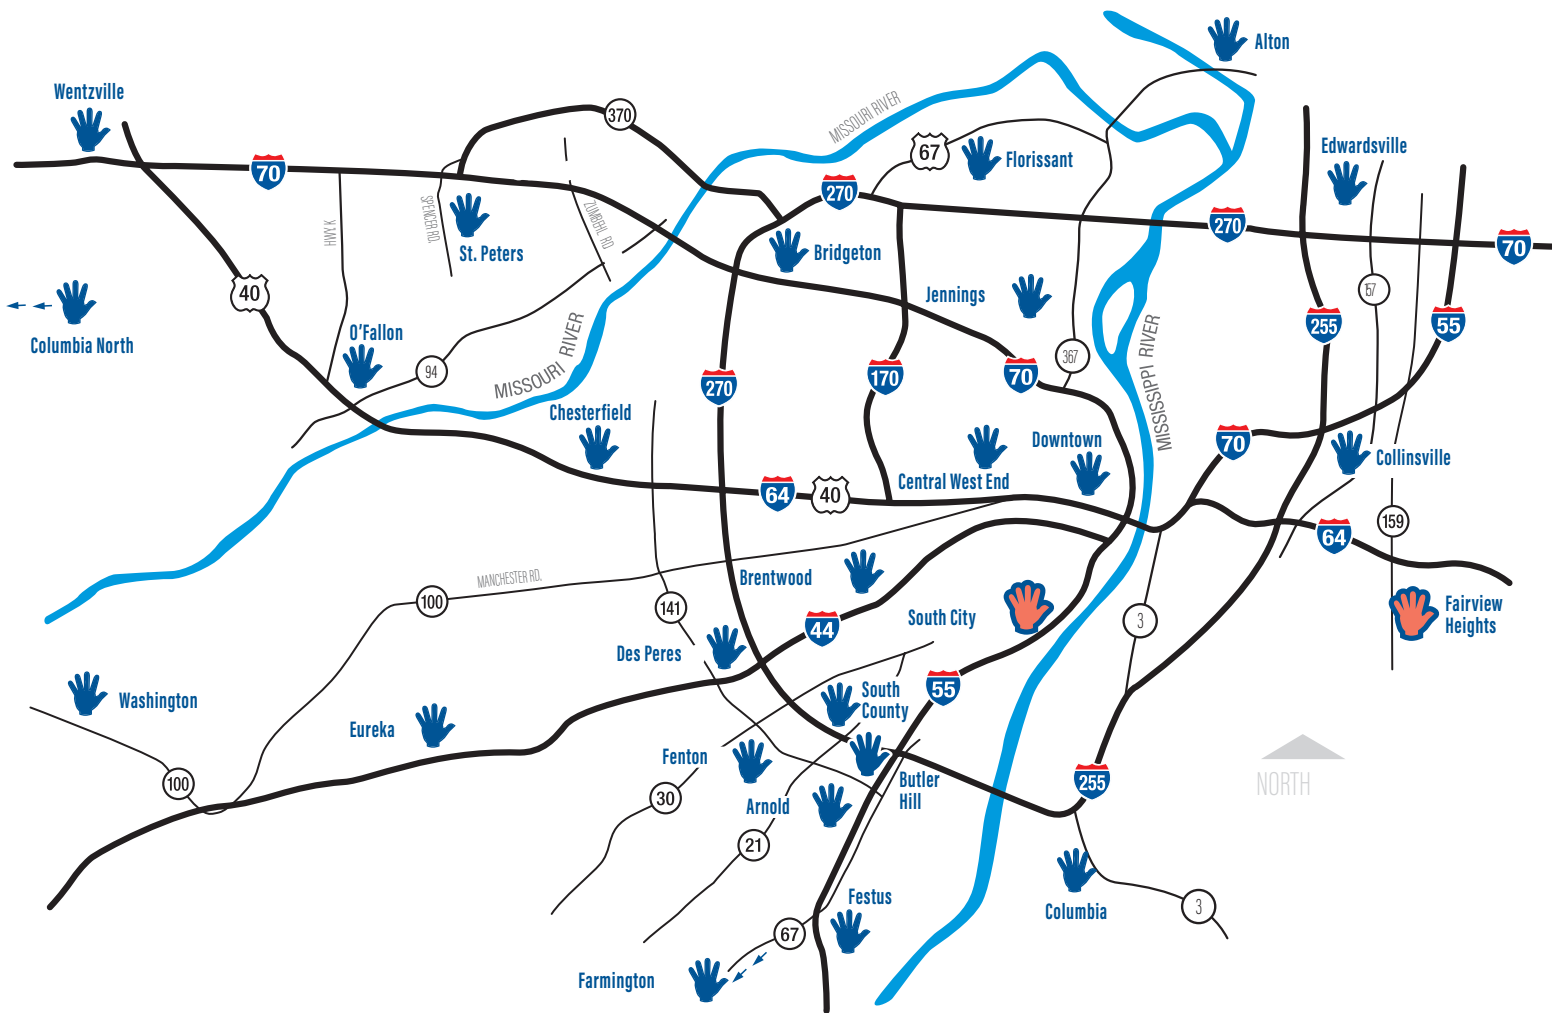 Alton
Wentzville
MISSOURI RIVER
370
67
Florissant
Edwardsville
70
270
HWY. K
SPENCER RD.
ZUMBEHL RD.
St. Peters
Bridgeton
270
70
40
Jennings
157
Columbia North
O'Fallon
MISSOURI RIVER
MISSISSIPPI RIVER
255
55
94
367
270
170
70
Chesterfield
Downtown
70
Collinsville
Central West End
64
40
159
64
Brentwood
MANCHESTER RD.
100
141
44
South City
3
Fairview
Heights
Des Peres
55
South
County
Washington
Eureka
Fenton
Butler
Hill
255
NORTH
100
30
Arnold
21
Festus
Columbia
3
67
Farmington